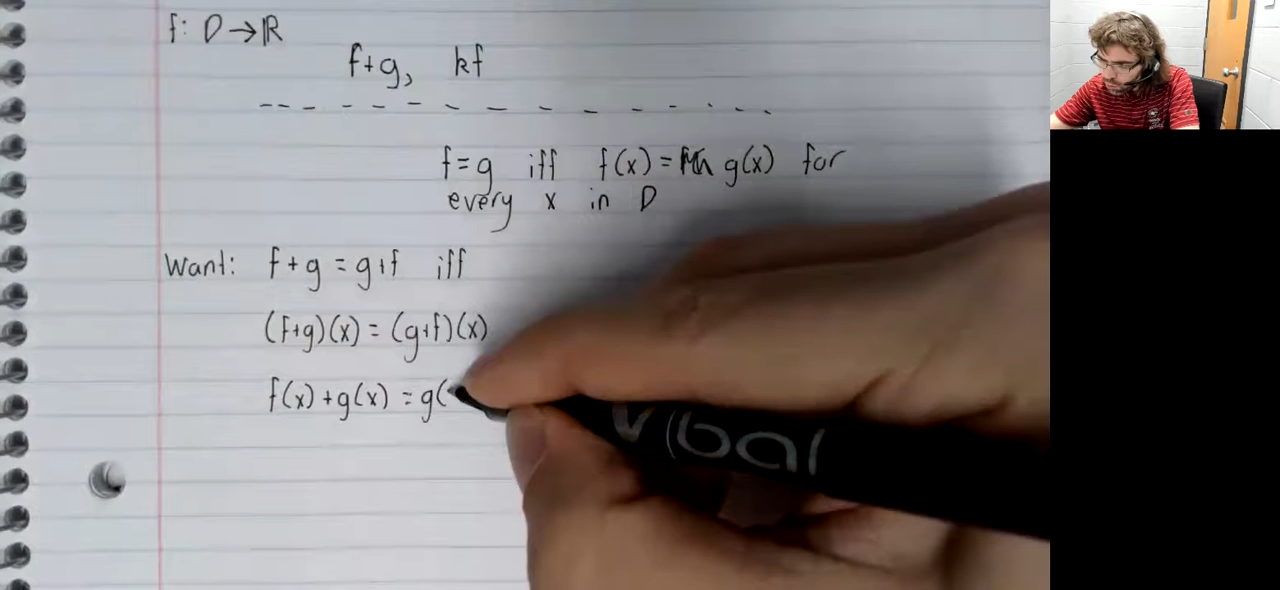 f: D→ℝ
f+g, kf
f=g iff f(x)= g(x) for
every x in D
Want: f+g = g+f iff
(f+g)(x) = (g+f)(x)
f(x)+g(x) = g(